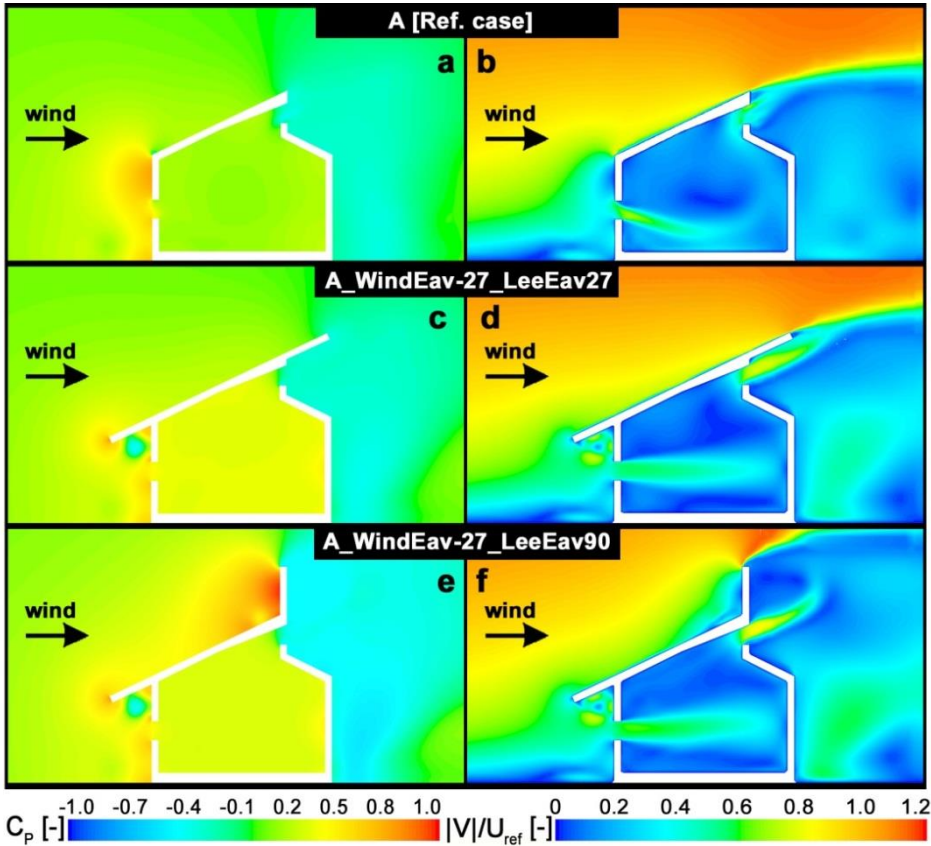 A [Ref. case]
a b
wind wind
A_WindEav-27_LeeEav27
c d
wind wind
A_WindEav-27_LeeEav90
e f
wind wind
-1.0 -0.7 -0.4 -0.1 0.2 0.5 0.8 1.0 0 0.2 0.4 0.6 0.8 1.0 1.2
CP [-] |V|/Uref [-]